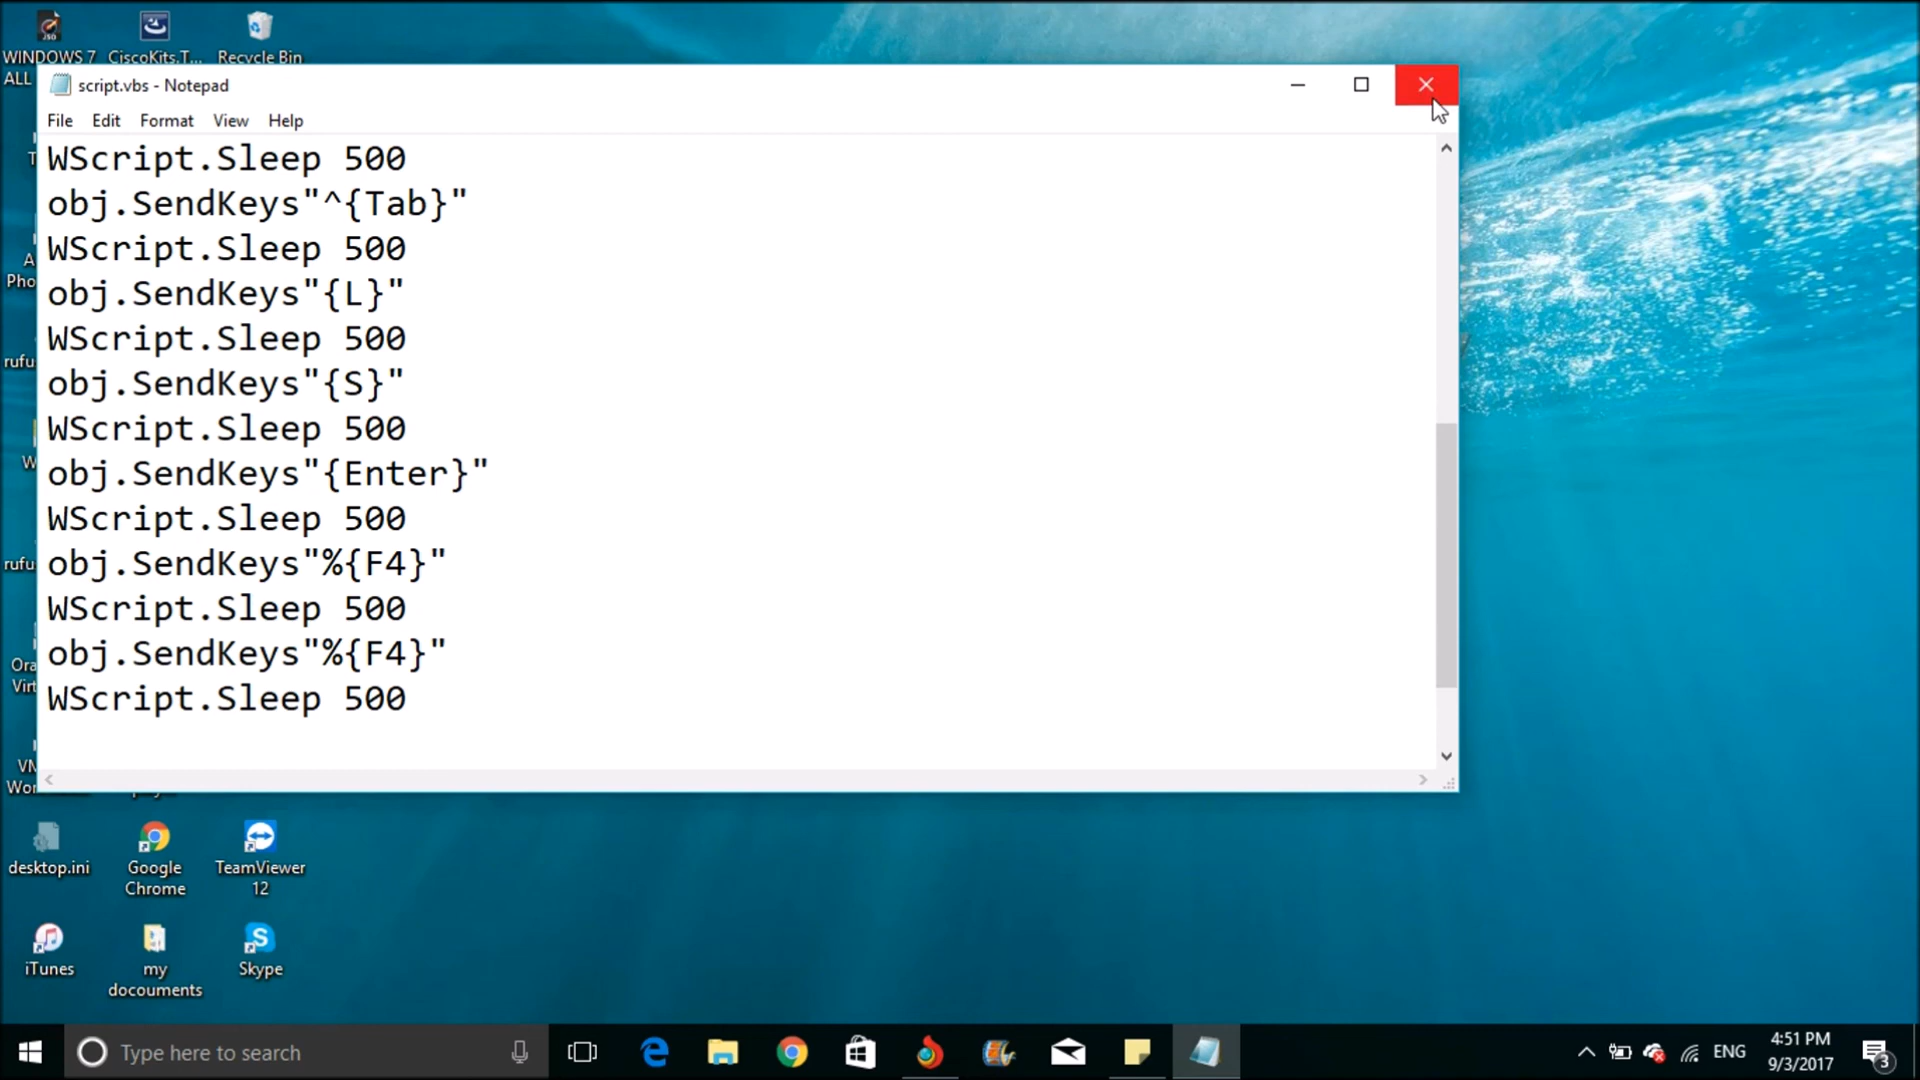 WINDOWS 7
ALL
CiscoKits.T...
Recycle Bin
script.vbs - Notepad
File Edit Format View Help
WScript.Sleep 500
obj.SendKeys"^{Tab}"
WScript.Sleep 500
obj.SendKeys"{L}"
WScript.Sleep 500
obj.SendKeys"{S}"
WScript.Sleep 500
obj.SendKeys"{Enter}"
WScript.Sleep 500
obj.SendKeys"%{F4}"
WScript.Sleep 500
obj.SendKeys"%{F4}"
WScript.Sleep 500
desktop.ini
Google
Chrome
TeamViewer
12
iTunes
my
docouments
Skype
Type here to search
ENG
4:51 PM
9/3/2017
3